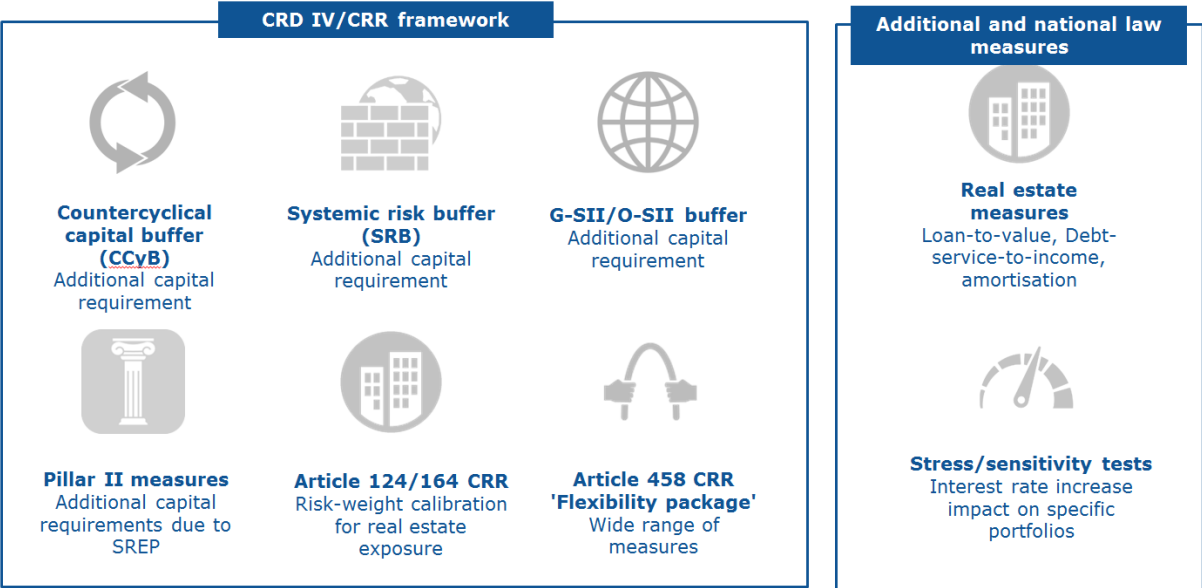 CRD IV/CRR framework
Countercyclical
capital buffer
(CCyB)
Additional capital
requirement
Systemic risk buffer
(SRB)
Additional capital
requirement
G-SII/O-SII buffer
Additional capital
requirement
Pillar II measures
Additional capital
requirements due to
SREP
Article 124/164 CRR
Risk-weight calibration
for real estate
exposure
Article 458 CRR
'Flexibility package'
Wide range of
measures
Additional and national law
measures
Real estate
measures
Loan-to-value, Debt-
service-to-income,
amortisation
Stress/sensitivity tests
Interest rate increase
impact on specific
portfolios